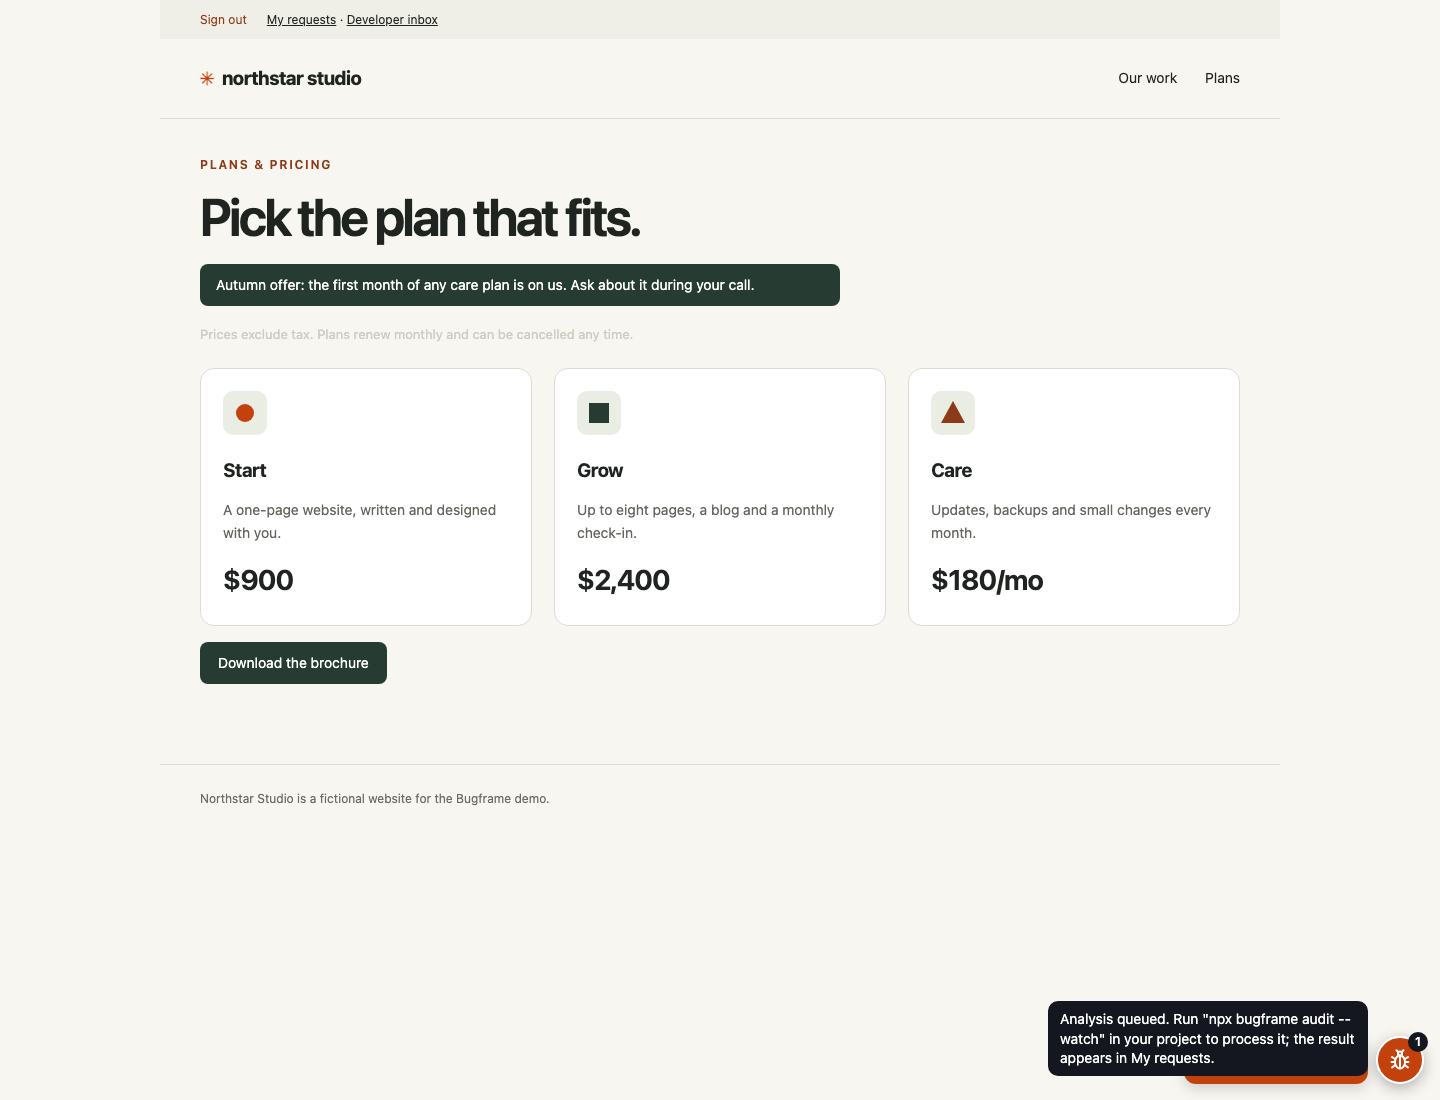 Sign out My requests · Developer inbox
northstar studio
Our work Plans
PLANS & PRICING
Pick the plan that fits.
Autumn offer: the first month of any care plan is on us. Ask about it during your call.
Prices exclude tax. Plans renew monthly and can be cancelled any time.
Start
A one-page website, written and designed
with you.
$900
Grow
Up to eight pages, a blog and a monthly
check-in.
$2,400
Care
Updates, backups and small changes every
month.
$180/mo
Download the brochure
Northstar Studio is a fictional website for the Bugframe demo.
Analysis queued. Run "npx bugframe audit --
watch" in your project to process it; the result
appears in My requests.
1